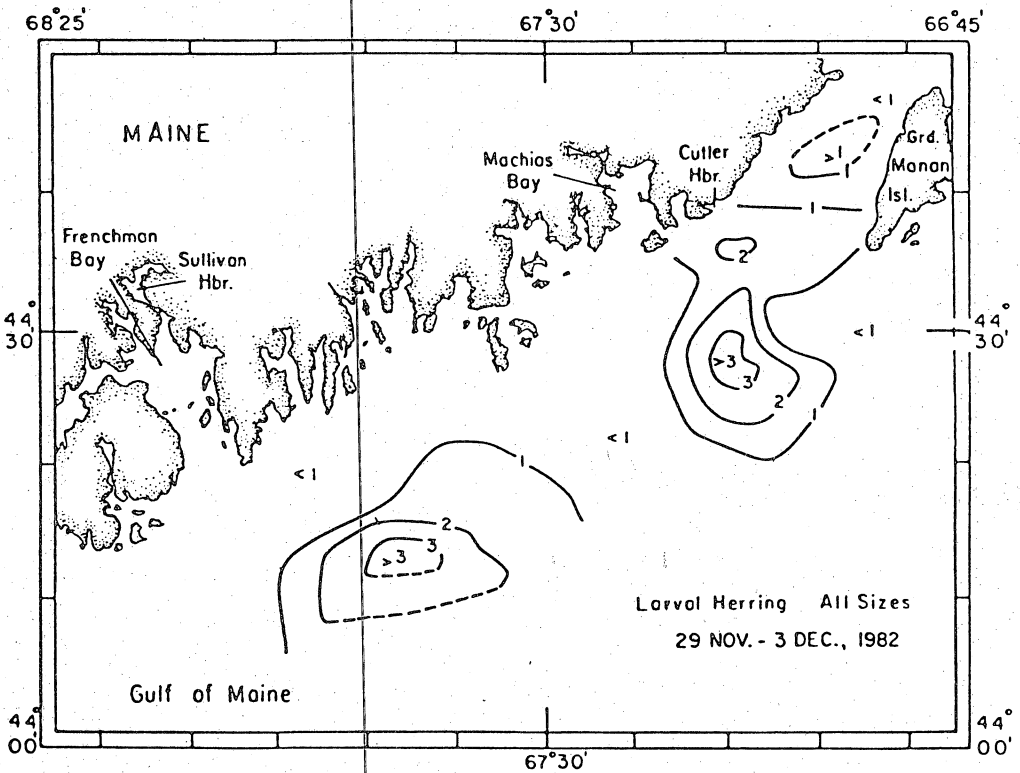 68°25'
67°30'
66°45'
MAINE
<1
Grd.
Manan
Isl.
>1
1
Machias
Bay
Cutler
Hbr.
1
Frenchman
Bay
Sullivan
Hbr.
2
44°
30'
<1
44°
30'
>3
3
2
1
<1
1
<1
2
3
>3
Larval Herring All Sizes
29 NOV. - 3 DEC., 1982
Gulf of Maine
44°
00'
44°
00'
67°30'